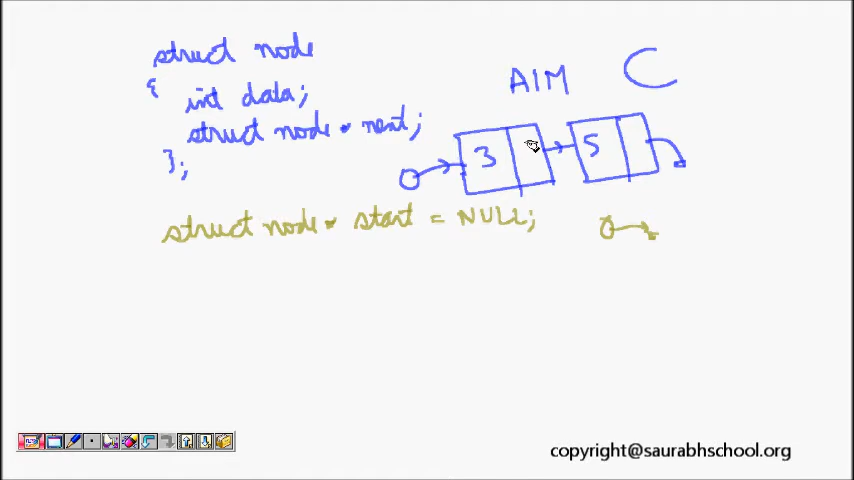 struct node
{
int data;
struct node * next;
};
AIM
C
3
5
struct node * start = NULL;
copyright@saurabhschool.org